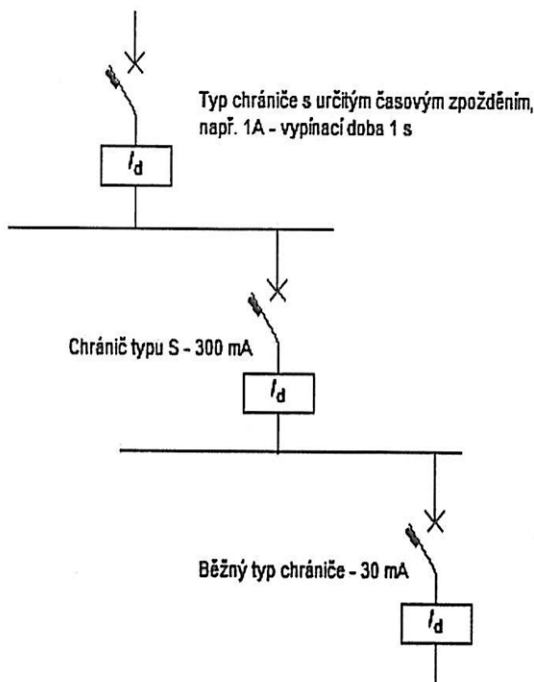 Typ chrániče s určitým časovým zpožděním,
např. 1A - vypínací doba 1 s
Id
Chránič typu S - 300 mA
Id
Běžný typ chrániče - 30 mA
Id